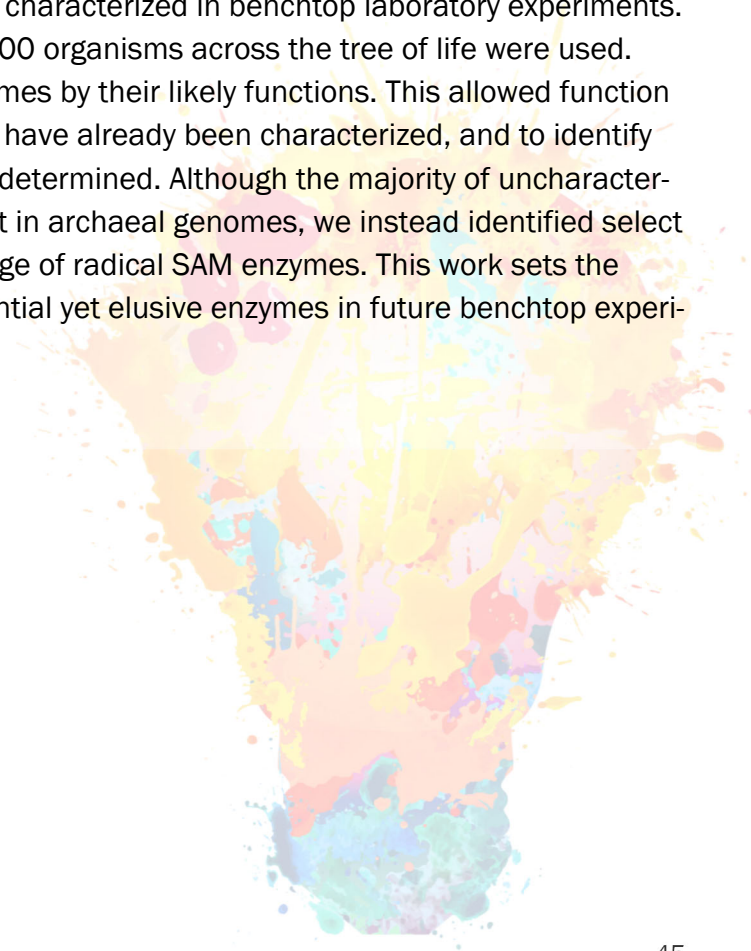 characterized in benchtop laboratory experiments.
00 organisms across the tree of life were used.
mes by their likely functions. This allowed function
have already been characterized, and to identify
determined. Although the majority of uncharacter-
t in archaeal genomes, we instead identified select
ge of radical SAM enzymes. This work sets the
ntial yet elusive enzymes in future benchtop experi-
45